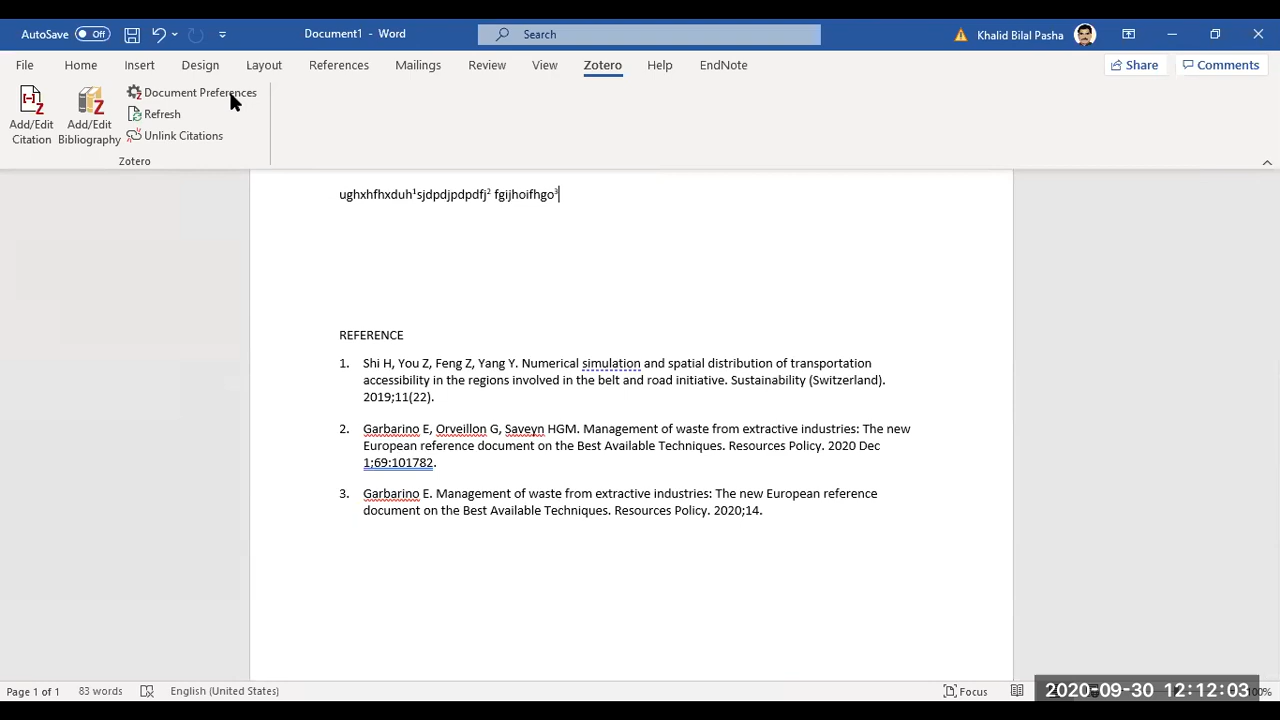 AutoSave Off Document1 - Word Search Khalid Bilal Pasha
File Home Insert Design Layout References Mailings Review View Zotero Help EndNote Share Comments
Document Preferences
Refresh
Unlink Citations
Add/Edit Citation
Add/Edit Bibliography
Zotero
ughxhfhxduh¹sjdpdjpdpdfj² fgijhoifhgo³
REFERENCE
1. Shi H, You Z, Feng Z, Yang Y. Numerical simulation and spatial distribution of transportation
accessibility in the regions involved in the belt and road initiative. Sustainability (Switzerland).
2019;11(22).
2. Garbarino E, Orveillon G, Saveyn HGM. Management of waste from extractive industries: The new
European reference document on the Best Available Techniques. Resources Policy. 2020 Dec
1;69:101782.
3. Garbarino E. Management of waste from extractive industries: The new European reference
document on the Best Available Techniques. Resources Policy. 2020;14.
Page 1 of 1 83 words English (United States) Focus 2020-09-30 12:12:03